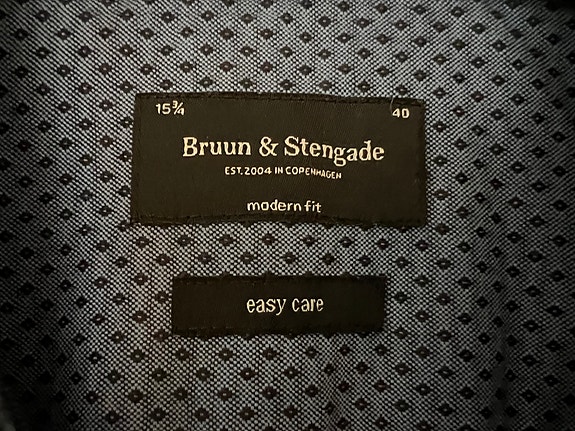 15¾ 40
Bruun & Stengade
EST. 2004 IN COPENHAGEN
modern fit
easy care